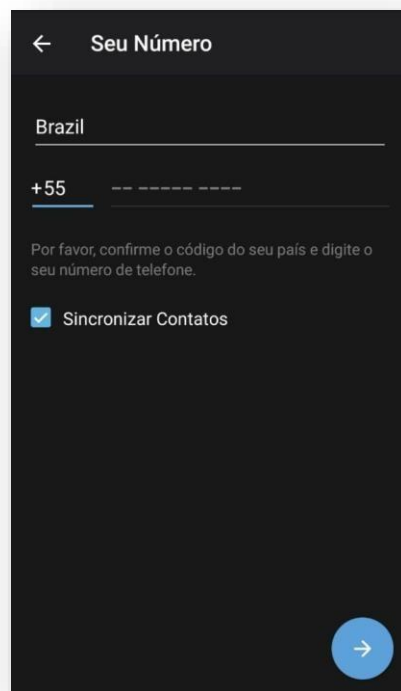 Seu Número
Brazil
+55 -- ----- ----
Por favor, confirme o código do seu país e digite o
seu número de telefone.
Sincronizar Contatos